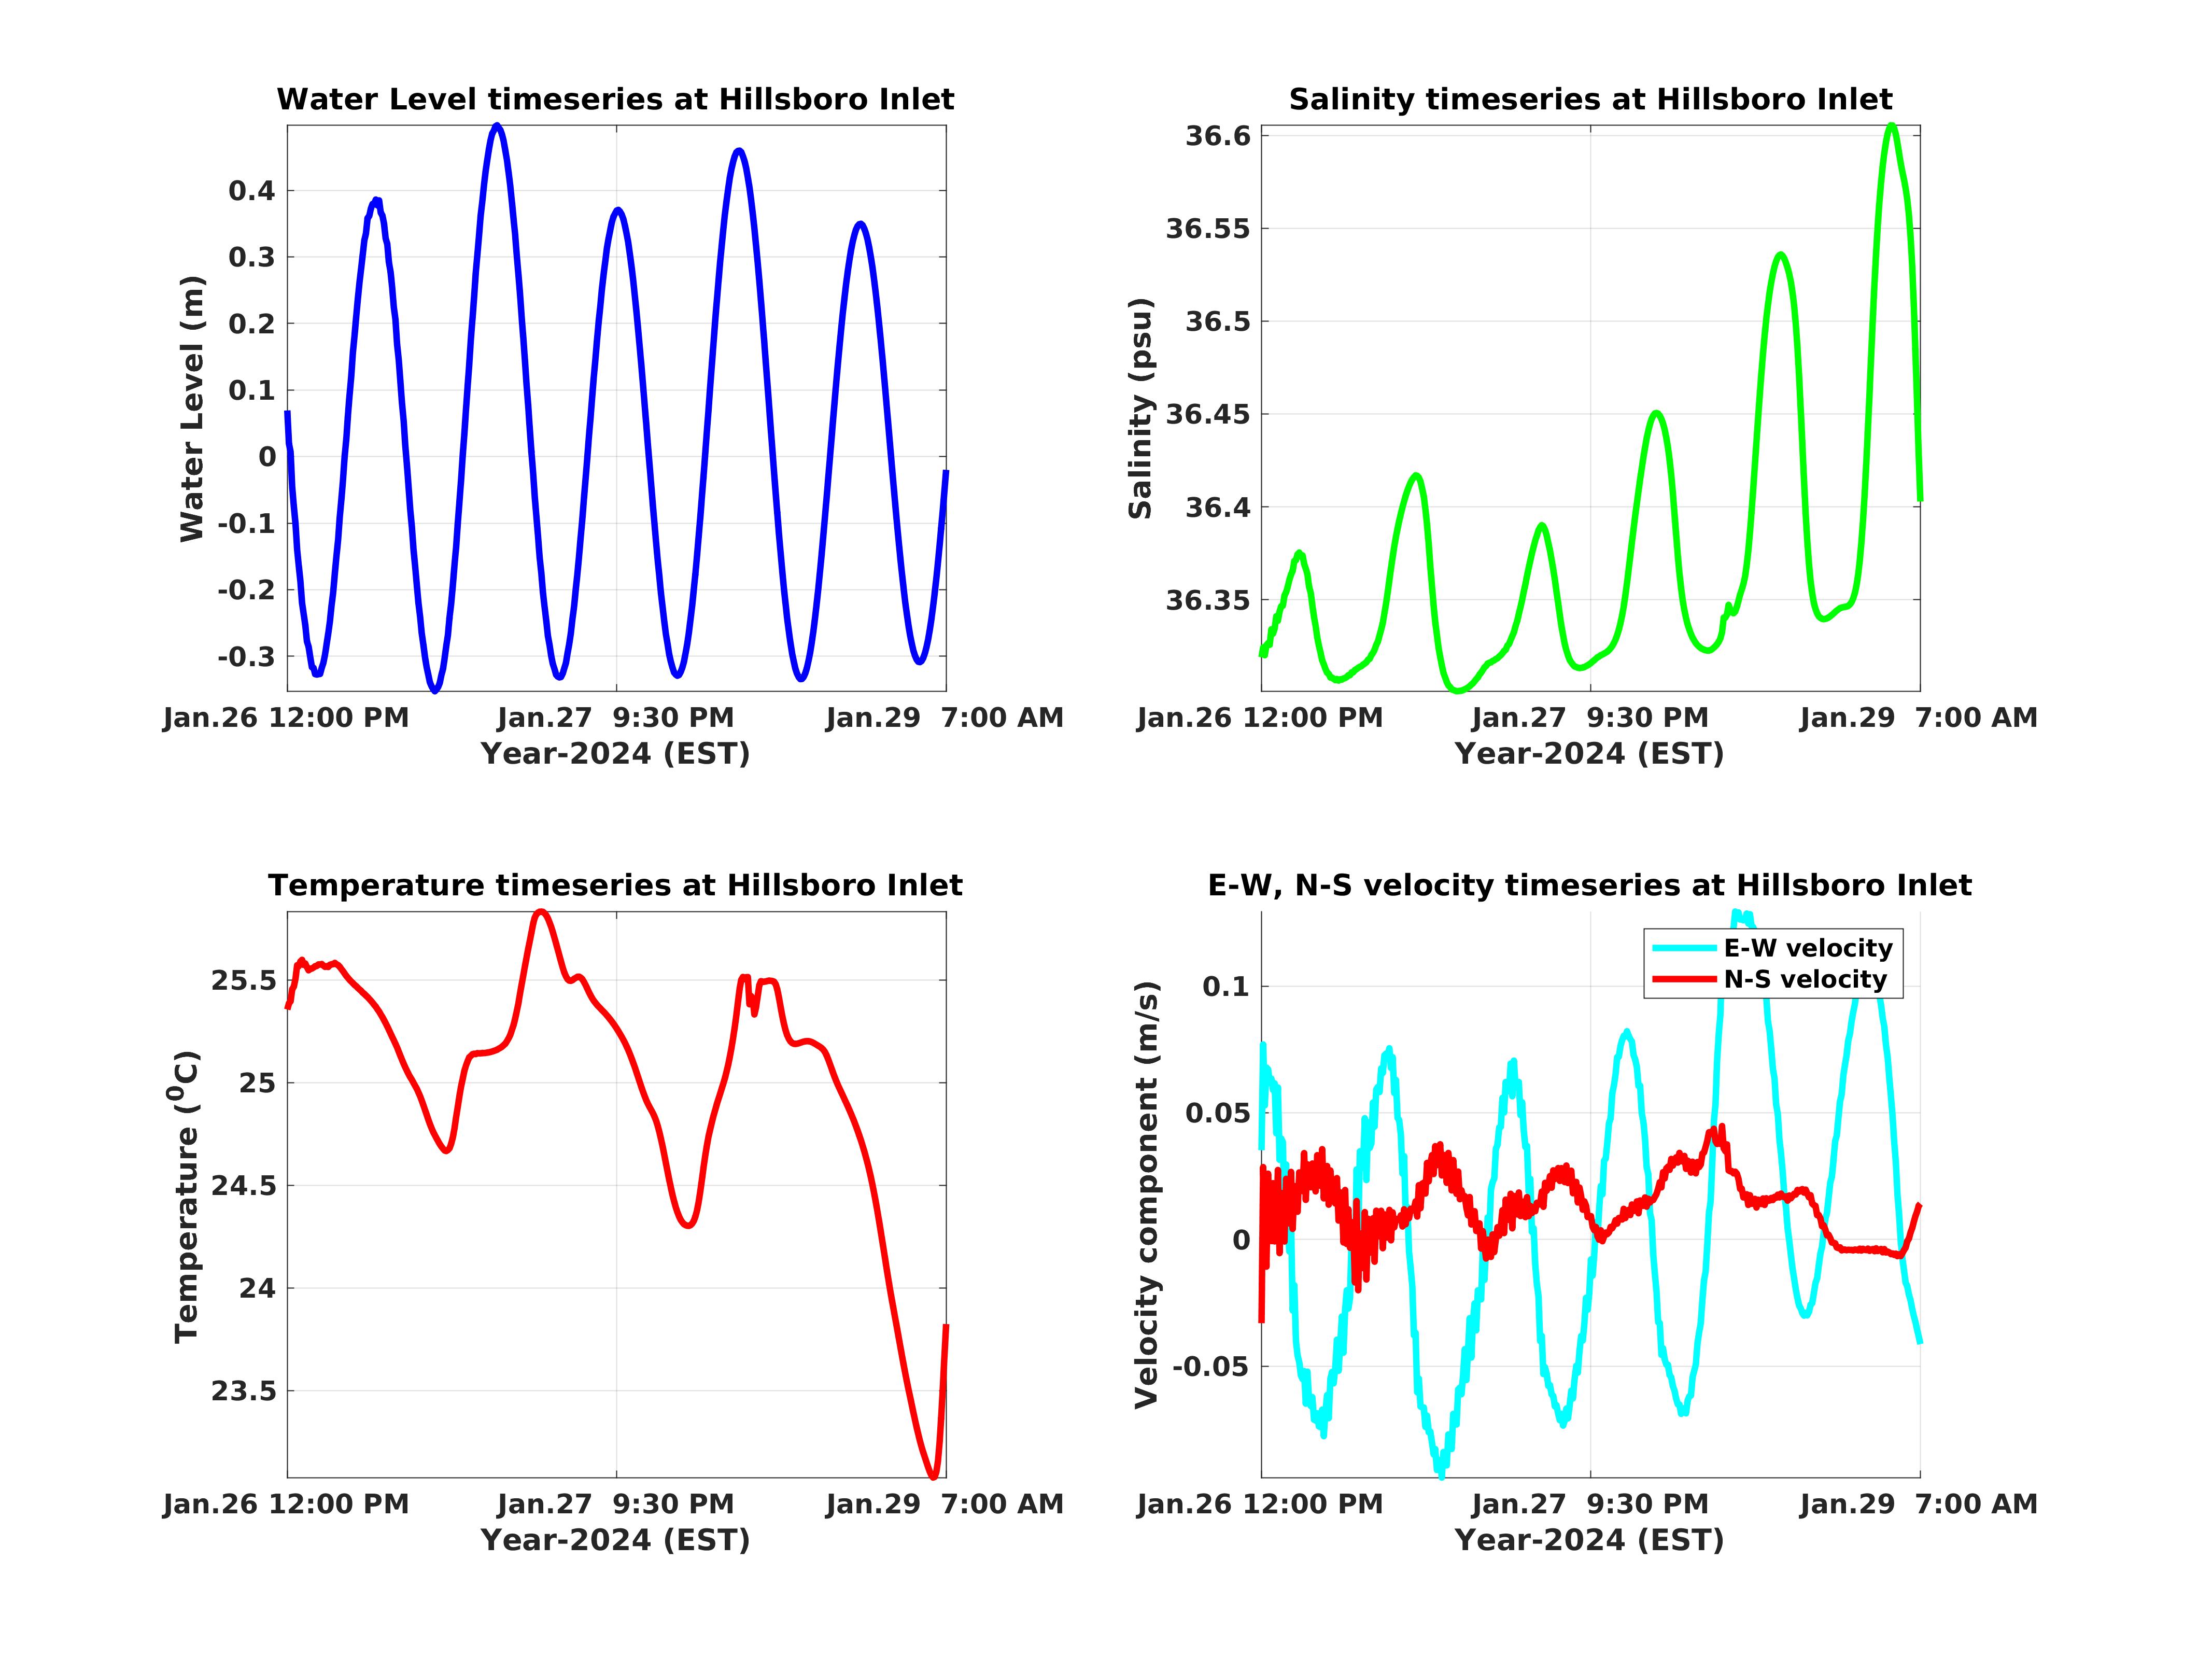 Water Level timeseries at Hillsboro Inlet
Water Level (m)
0.4
0.3
0.2
0.1
0
-0.1
-0.2
-0.3
Jan.26 12:00 PM
Jan.27  9:30 PM
Jan.29  7:00 AM
Year-2024 (EST)
Salinity timeseries at Hillsboro Inlet
Salinity (psu)
36.6
36.55
36.5
36.45
36.4
36.35
Jan.26 12:00 PM
Jan.27  9:30 PM
Jan.29  7:00 AM
Year-2024 (EST)
Temperature timeseries at Hillsboro Inlet
Temperature (⁰C)
25.5
25
24.5
24
23.5
Jan.26 12:00 PM
Jan.27  9:30 PM
Jan.29  7:00 AM
Year-2024 (EST)
E-W, N-S velocity timeseries at Hillsboro Inlet
Velocity component (m/s)
0.1
0.05
0
-0.05
E-W velocity
N-S velocity
Jan.26 12:00 PM
Jan.27  9:30 PM
Jan.29  7:00 AM
Year-2024 (EST)